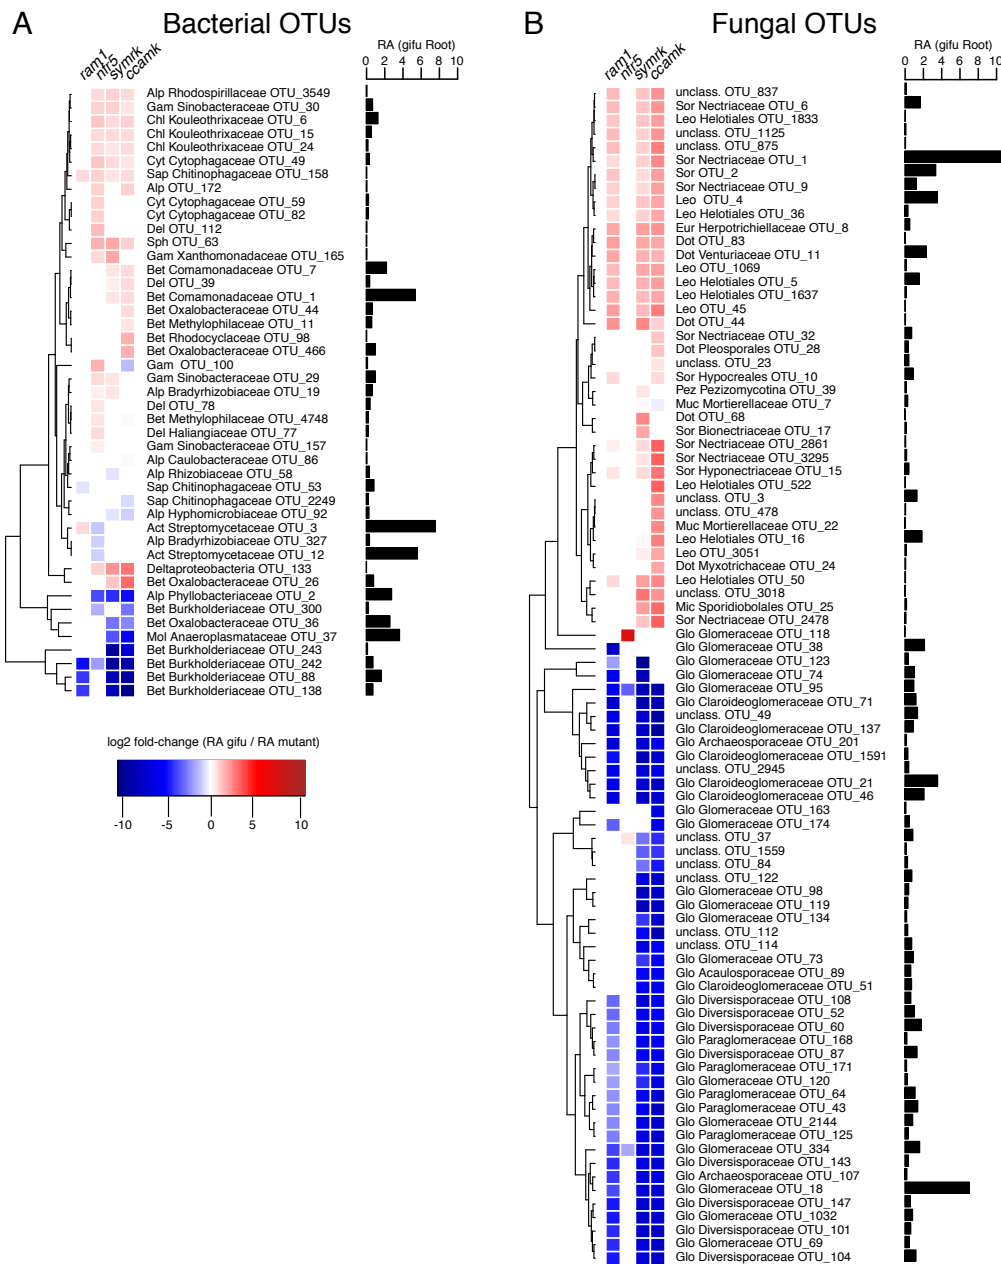 A
Bacterial OTUs
RA (gifu Root)
0 2 4 6 8 10
ram1
nfr5
symrk
ccamk
Alp Rhodospirillaceae OTU_3549
Gam Sinobacteraceae OTU_30
Chl Kouleothrixaceae OTU_6
Chl Kouleothrixaceae OTU_15
Chl Kouleothrixaceae OTU_24
Cyt Cytophagaceae OTU_49
Sap Chitinophagaceae OTU_158
Alp OTU_172
Cyt Cytophagaceae OTU_59
Cyt Cytophagaceae OTU_82
Del OTU_112
Sph OTU_63
Gam Xanthomonadaceae OTU_165
Bet Comamonadaceae OTU_7
Del OTU_39
Bet Comamonadaceae OTU_1
Bet Oxalobacteraceae OTU_44
Bet Methylophilaceae OTU_11
Bet Rhodocyclaceae OTU_98
Bet Oxalobacteraceae OTU_466
Gam OTU_100
Gam Sinobacteraceae OTU_29
Alp Bradyrhizobiaceae OTU_19
Del OTU_78
Bet Methylophilaceae OTU_4748
Del Haliangiaceae OTU_77
Gam Sinobacteraceae OTU_157
Alp Caulobacteraceae OTU_86
Alp Rhizobiaceae OTU_58
Sap Chitinophagaceae OTU_53
Sap Chitinophagaceae OTU_2249
Alp Hyphomicrobiaceae OTU_92
Act Streptomycetaceae OTU_3
Alp Bradyrhizobiaceae OTU_327
Act Streptomycetaceae OTU_12
Deltaproteobacteria OTU_133
Bet Oxalobacteraceae OTU_26
Alp Phyllobacteriaceae OTU_2
Bet Burkholderiaceae OTU_300
Bet Oxalobacteraceae OTU_36
Mol Anaeroplasmataceae OTU_37
Bet Burkholderiaceae OTU_243
Bet Burkholderiaceae OTU_242
Bet Burkholderiaceae OTU_88
Bet Burkholderiaceae OTU_138
log2 fold-change (RA gifu / RA mutant)
-10 -5 0 5 10
B
Fungal OTUs
RA (gifu Root)
0 2 4 6 8 10
ram1
nfr5
symrk
ccamk
unclass. OTU_837
Sor Nectriaceae OTU_6
Leo Helotiales OTU_1833
unclass. OTU_1125
unclass. OTU_875
Sor Nectriaceae OTU_1
Sor OTU_2
Sor Nectriaceae OTU_9
Leo OTU_4
Leo Helotiales OTU_36
Eur Herpotrichiellaceae OTU_8
Dot OTU_83
Dot Venturiaceae OTU_11
Leo OTU_1069
Leo Helotiales OTU_5
Leo Helotiales OTU_1637
Leo OTU_45
Dot OTU_44
Sor Nectriaceae OTU_32
Dot Pleosporales OTU_28
unclass. OTU_23
Sor Hypocreales OTU_10
Pez Pezizomycotina OTU_39
Muc Mortierellaceae OTU_7
Dot OTU_68
Sor Bionectriaceae OTU_17
Sor Nectriaceae OTU_2861
Sor Nectriaceae OTU_3295
Sor Hyponectriaceae OTU_15
Leo Helotiales OTU_522
unclass. OTU_3
unclass. OTU_478
Muc Mortierellaceae OTU_22
Leo Helotiales OTU_16
Leo OTU_3051
Dot Myxotrichaceae OTU_24
Leo Helotiales OTU_50
unclass. OTU_3018
Mic Sporidiobolales OTU_25
Sor Nectriaceae OTU_2478
Glo Glomeraceae OTU_118
Glo Glomeraceae OTU_38
Glo Glomeraceae OTU_123
Glo Glomeraceae OTU_74
Glo Glomeraceae OTU_95
Glo Claroideoglomeraceae OTU_71
unclass. OTU_49
Glo Claroideoglomeraceae OTU_137
Glo Archaeosporaceae OTU_201
Glo Claroideoglomeraceae OTU_1591
unclass. OTU_2945
Glo Claroideoglomeraceae OTU_21
Glo Claroideoglomeraceae OTU_46
Glo Glomeraceae OTU_163
Glo Glomeraceae OTU_174
unclass. OTU_37
unclass. OTU_1559
unclass. OTU_84
unclass. OTU_122
Glo Glomeraceae OTU_98
Glo Glomeraceae OTU_119
Glo Glomeraceae OTU_134
unclass. OTU_112
unclass. OTU_114
Glo Glomeraceae OTU_73
Glo Acaulosporaceae OTU_89
Glo Claroideoglomeraceae OTU_51
Glo Diversisporaceae OTU_108
Glo Diversisporaceae OTU_52
Glo Diversisporaceae OTU_60
Glo Paraglomeraceae OTU_168
Glo Diversisporaceae OTU_87
Glo Paraglomeraceae OTU_171
Glo Glomeraceae OTU_120
Glo Paraglomeraceae OTU_64
Glo Paraglomeraceae OTU_43
Glo Glomeraceae OTU_2144
Glo Paraglomeraceae OTU_125
Glo Glomeraceae OTU_334
Glo Diversisporaceae OTU_143
Glo Archaeosporaceae OTU_107
Glo Glomeraceae OTU_18
Glo Diversisporaceae OTU_147
Glo Glomeraceae OTU_1032
Glo Diversisporaceae OTU_101
Glo Glomeraceae OTU_69
Glo Diversisporaceae OTU_104